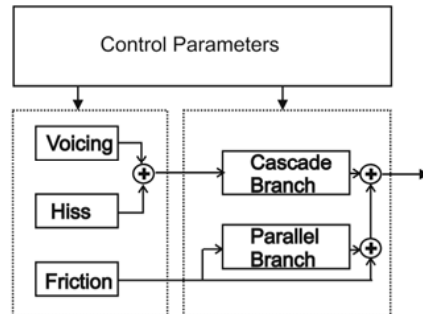 Control Parameters
Voicing
Cascade
Branch
Hiss
Parallel
Branch
Friction